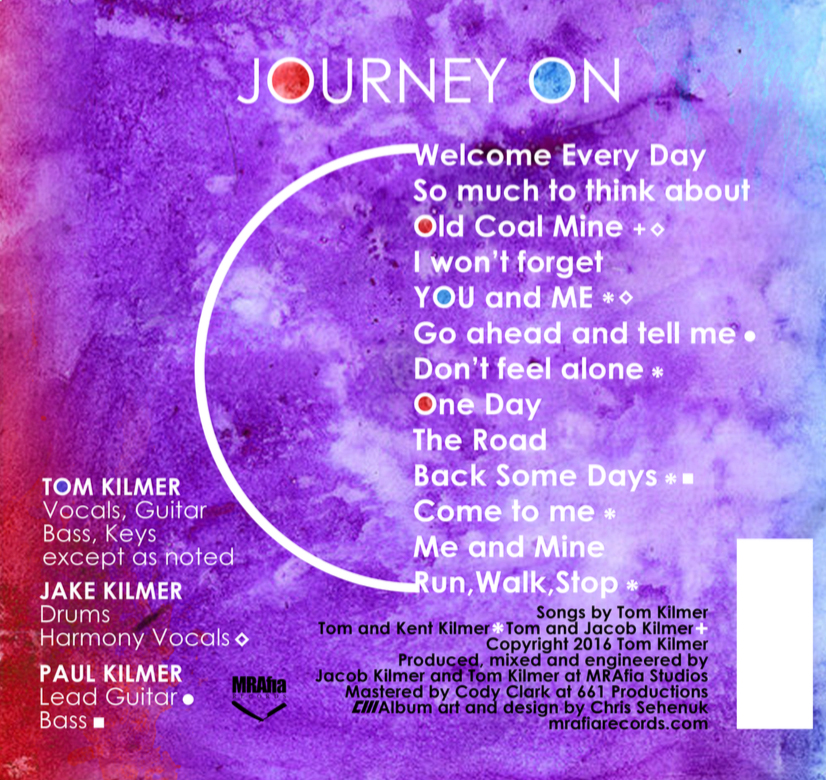 JOURNEY ON
Welcome Every Day
So much to think about
Old Coal Mine +◇
I won't forget
YOU and ME *◇
Go ahead and tell me ●
Don't feel alone *
One Day
The Road
Back Some Days *■
Come to me *
Me and Mine
Run,Walk,Stop *
TOM KILMER
Vocals, Guitar
Bass, Keys
except as noted
JAKE KILMER
Drums
Harmony Vocals ◇
PAUL KILMER
Lead Guitar ●
Bass ■
MRAfia
Songs by Tom Kilmer
Tom and Kent Kilmer*Tom and Jacob Kilmer+
Copyright 2016 Tom Kilmer
Produced, mixed and engineered by
Jacob Kilmer and Tom Kilmer at MRAfia Studios
Mastered by Cody Clark at 661 Productions
Album art and design by Chris Sehenuk
mrafiarecords.com